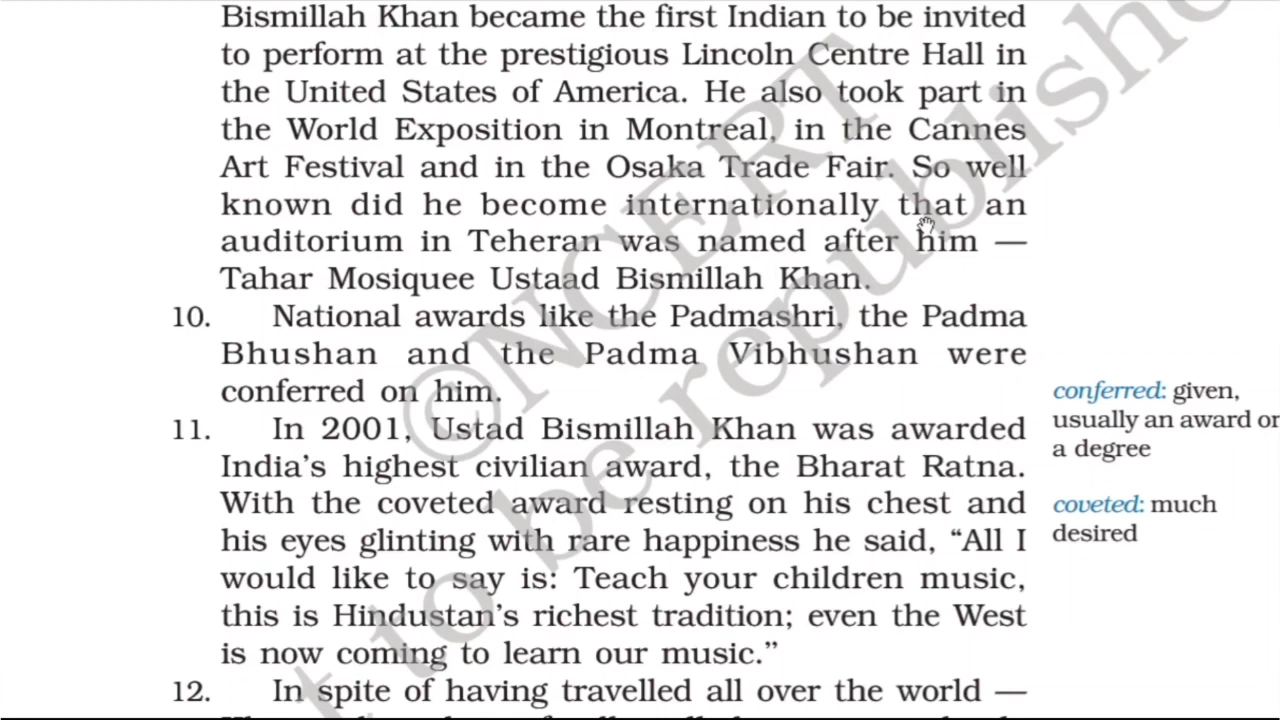 Bismillah Khan became the first Indian to be invited
to perform at the prestigious Lincoln Centre Hall in
the United States of America. He also took part in
the World Exposition in Montreal, in the Cannes
Art Festival and in the Osaka Trade Fair. So well
known did he become internationally that an
auditorium in Teheran was named after him —
Tahar Mosiquee Ustaad Bismillah Khan.
10. National awards like the Padmashri, the Padma
Bhushan and the Padma Vibhushan were
conferred on him.
conferred: given,
usually an award or
a degree
11. In 2001, Ustad Bismillah Khan was awarded
India's highest civilian award, the Bharat Ratna.
With the coveted award resting on his chest and
his eyes glinting with rare happiness he said, “All I
would like to say is: Teach your children music,
this is Hindustan's richest tradition; even the West
is now coming to learn our music.”
coveted: much
desired
12. In spite of having travelled all over the world —
©NCERT
to be republishe